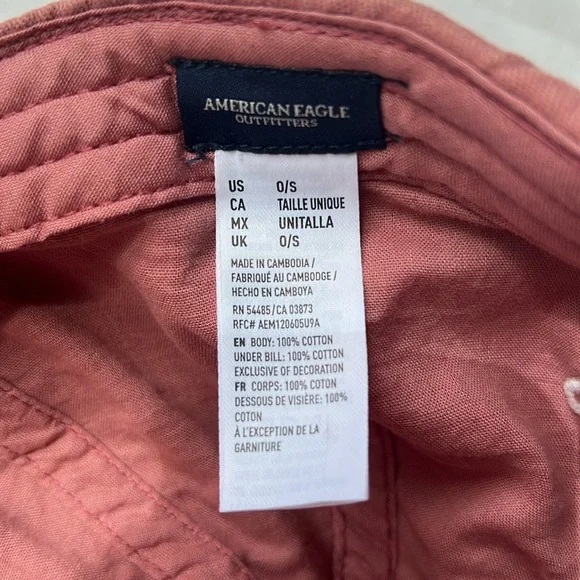 AMERICAN EAGLE
OUTFITTERS
US O/S
CA TAILLE UNIQUE
MX UNITALLA
UK O/S
MADE IN CAMBODIA /
FABRIQUÉ AU CAMBODGE /
HECHO EN CAMBOYA
RN 54485 / CA 03873
RFC# AEM120605U9A
EN BODY: 100% COTTON
UNDER BILL: 100% COTTON
EXCLUSIVE OF DECORATION
FR CORPS: 100% COTON
DESSOUS DE VISIÈRE: 100%
COTON
À L'EXCEPTION DE LA
GARNITURE